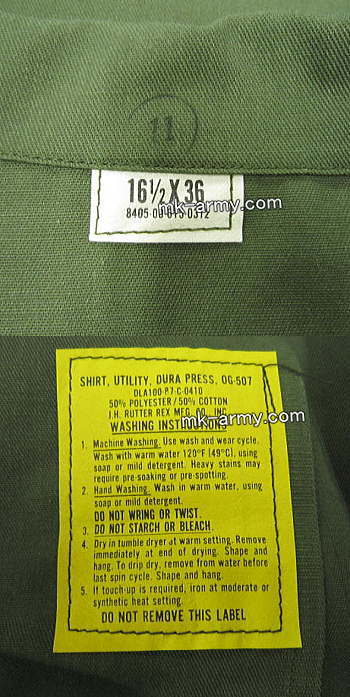 11
16½ X 36
8405-00-
mk-army.com
SHIRT, UTILITY, DURA PRESS, OG-507
50% POLYESTER/50% COTTON
J.H. RUTTER REX MFG. CO., INC.
mk-army.com
WASHING INSTRUCTIONS
1. Machine Washing. Use wash and wear cycle.
Wash with warm water 120°F (49°C), using
soap or mild detergent. Heavy stains may
require pre-soaking or pre-spotting.
2. Hand Washing. Wash in warm water, using
soap or mild detergent.
DO NOT WRING OR TWIST.
3. DO NOT STARCH OR BLEACH.
4. Dry in tumble dryer at warm setting. Remove
immediately at end of drying. Shape and
hang. To drip dry, remove from water before
last spin cycle. Shape and hang.
5. If touch-up is required, iron at moderate or
synthetic heat setting.
DO NOT REMOVE THIS LABEL